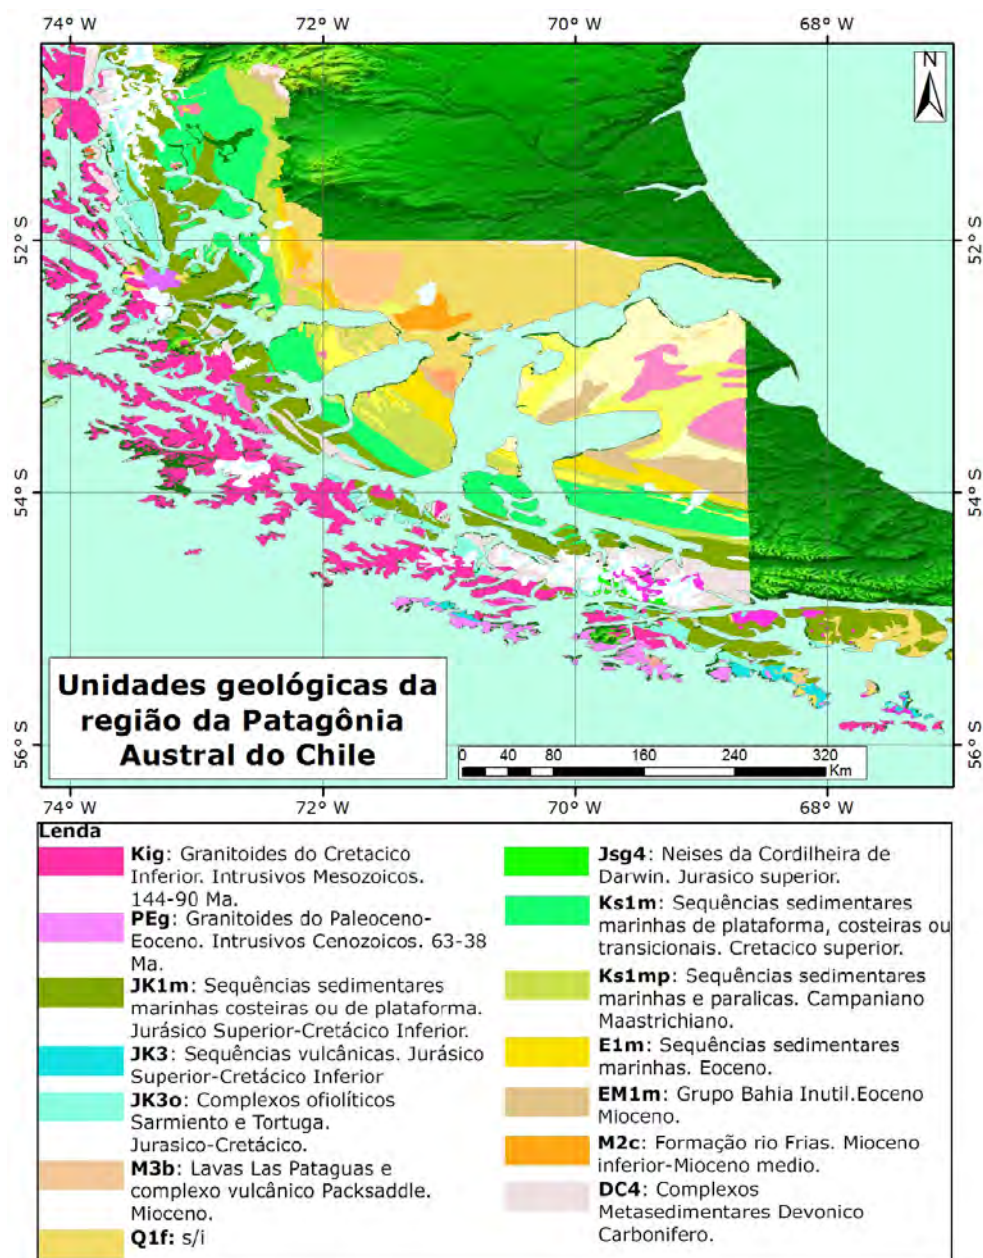 74° W 72° W 70° W 68° W
N
52° S 52° S
54° S 54° S
56° S 56° S
Unidades geológicas da
região da Patagônia
Austral do Chile
0 40 80 160 240 320
Km
74° W 72° W 70° W 68° W
Lenda
Kig: Granitoides do Cretacico
Inferior. Intrusivos Mesozoicos.
144-90 Ma.
PEg: Granitoides do Paleoceno-
Eoceno. Intrusivos Cenozoicos. 63-38
Ma.
JK1m: Sequências sedimentares
marinhas costeiras ou de plataforma.
Jurásico Superior-Cretácico Inferior.
JK3: Sequências vulcânicas. Jurásico
Superior-Cretácico Inferior
JK3o: Complexos ofiolíticos
Sarmiento e Tortuga.
Jurasico-Cretácico.
M3b: Lavas Las Pataguas e
complexo vulcânico Packsaddle.
Mioceno.
Q1f: s/i
Jsg4: Neises da Cordilheira de
Darwin. Jurasico superior.
Ks1m: Sequências sedimentares
marinhas de plataforma, costeiras ou
transicionais. Cretacico superior.
Ks1mp: Sequências sedimentares
marinhas e paralicas. Campaniano
Maastrichiano.
E1m: Sequências sedimentares
marinhas. Eoceno.
EM1m: Grupo Bahia Inutil.Eoceno
Mioceno.
M2c: Formação rio Frias. Mioceno
inferior-Mioceno medio.
DC4: Complexos
Metasedimentares Devonico
Carbonifero.